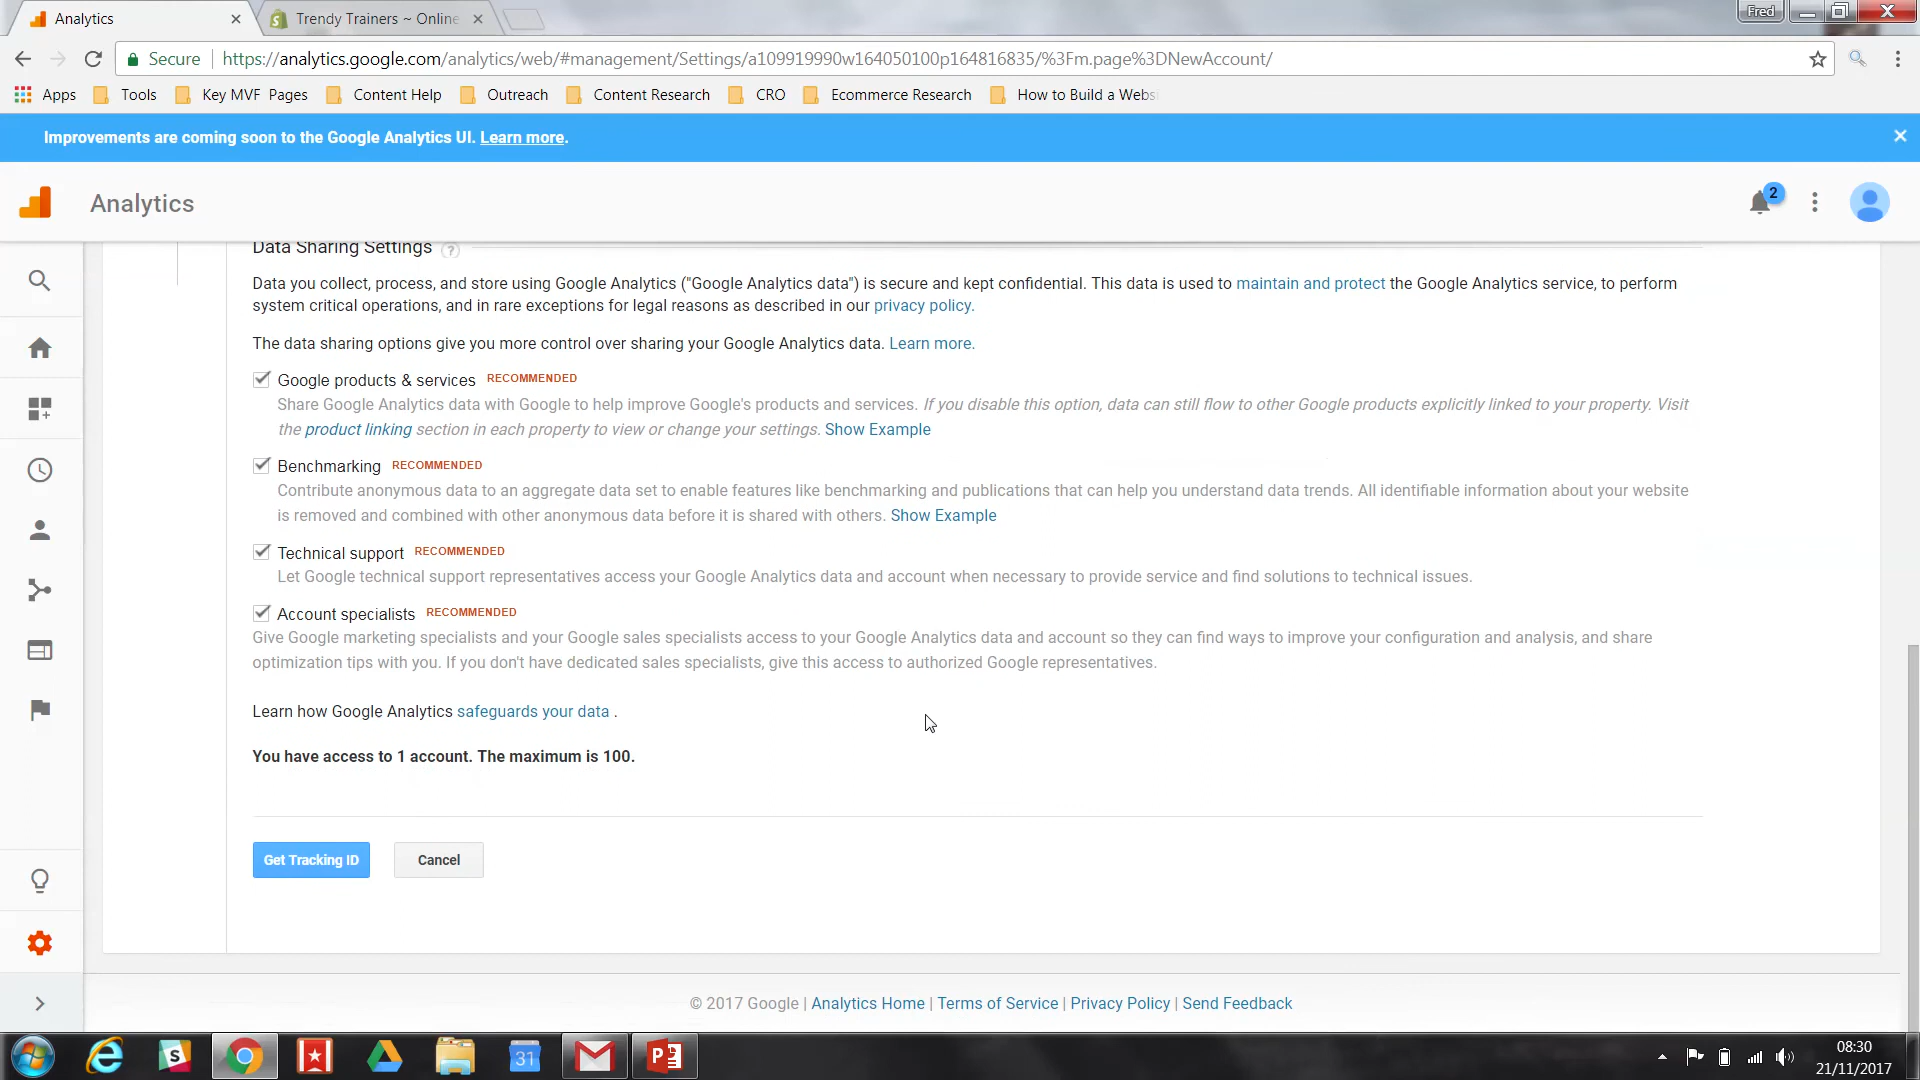 Analytics
Trendy Trainers ~ Online
Fred
Secure
https://analytics.google.com/analytics/web/#management/Settings/a109919990w164050100p164816835/%3Fm.page%3DNewAccount/
Apps
Tools
Key MVF Pages
Content Help
Outreach
Content Research
CRO
Ecommerce Research
How to Build a Webs
Improvements are coming soon to the Google Analytics UI. Learn more.
Analytics
2
Data Sharing Settings ?
Data you collect, process, and store using Google Analytics ("Google Analytics data") is secure and kept confidential. This data is used to maintain and protect the Google Analytics service, to perform
system critical operations, and in rare exceptions for legal reasons as described in our privacy policy.
The data sharing options give you more control over sharing your Google Analytics data. Learn more.
Google products & services RECOMMENDED
Share Google Analytics data with Google to help improve Google's products and services. If you disable this option, data can still flow to other Google products explicitly linked to your property. Visit
the product linking section in each property to view or change your settings. Show Example
Benchmarking RECOMMENDED
Contribute anonymous data to an aggregate data set to enable features like benchmarking and publications that can help you understand data trends. All identifiable information about your website
is removed and combined with other anonymous data before it is shared with others. Show Example
Technical support RECOMMENDED
Let Google technical support representatives access your Google Analytics data and account when necessary to provide service and find solutions to technical issues.
Account specialists RECOMMENDED
Give Google marketing specialists and your Google sales specialists access to your Google Analytics data and account so they can find ways to improve your configuration and analysis, and share
optimization tips with you. If you don't have dedicated sales specialists, give this access to authorized Google representatives.
Learn how Google Analytics safeguards your data .
You have access to 1 account. The maximum is 100.
Get Tracking ID
Cancel
© 2017 Google | Analytics Home | Terms of Service | Privacy Policy | Send Feedback
S
31
P
08:30
21/11/2017